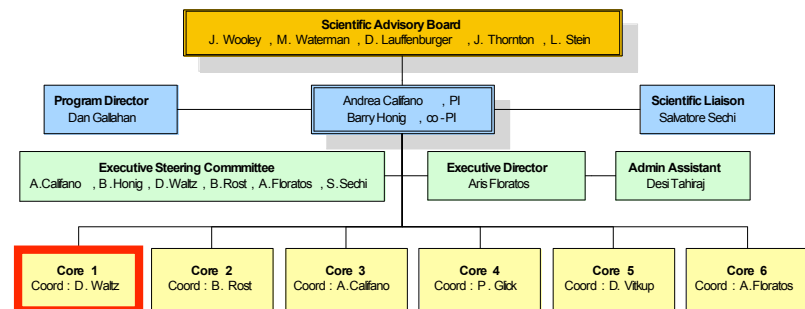 Scientific Advisory Board
J. Wooley , M. Waterman , D. Lauffenburger , J. Thornton , L. Stein
Program Director
Dan Gallahan
Andrea Califano , PI
Barry Honig , co-PI
Scientific Liaison
Salvatore Sechi
Executive Steering Commmittee
A.Califano , B.Honig , D.Waltz , B.Rost , A.Floratos , S.Sechi
Executive Director
Aris Floratos
Admin Assistant
Desi Tahiraj
Core 1
Coord : D. Waltz
Core 2
Coord : B. Rost
Core 3
Coord : A.Califano
Core 4
Coord : P. Glick
Core 5
Coord : D. Vitkup
Core 6
Coord : A.Floratos